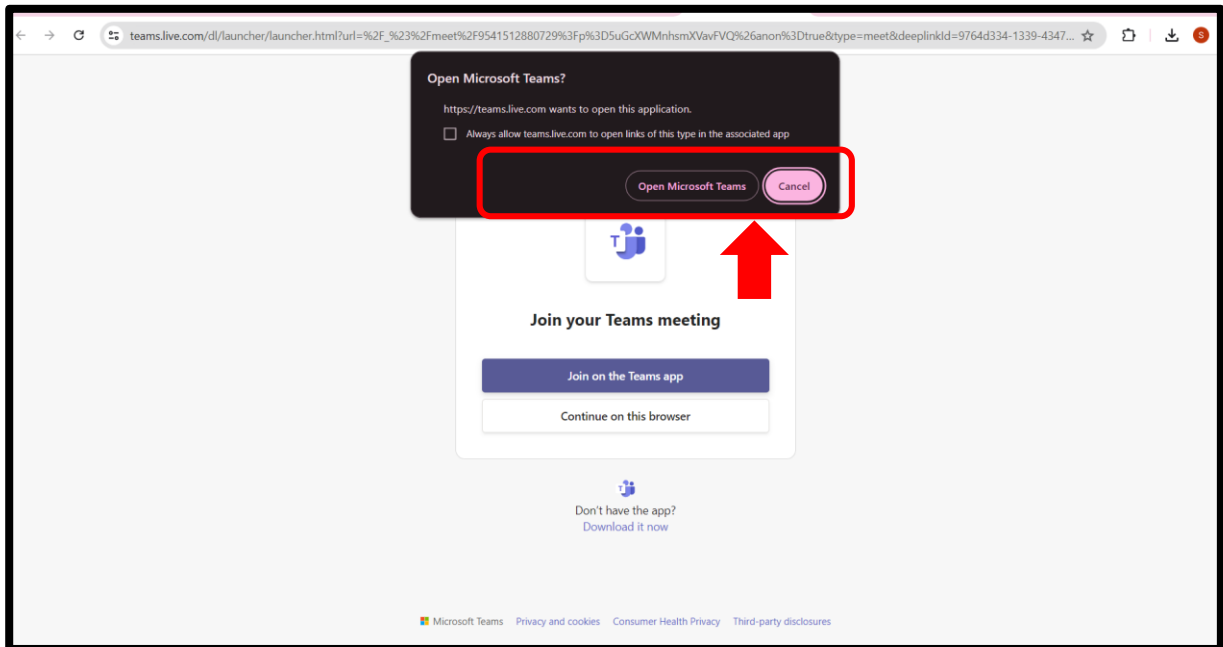 teams.live.com/dl/launcher/launcher.html?url=%2F_%23%2Fmeet%2F9541512880729%3Fp%3D5uGcXWMnhsmXVavFVQ%26anon%3Dtrue&type=meet&deeplinkId=9764d334-1339-4347...
S
Open Microsoft Teams?
https://teams.live.com wants to open this application.
Always allow teams.live.com to open links of this type in the associated app
Open Microsoft Teams Cancel
T
Join your Teams meeting
Join on the Teams app
Continue on this browser
T
Don't have the app?
Download it now
Microsoft Teams Privacy and cookies Consumer Health Privacy Third-party disclosures